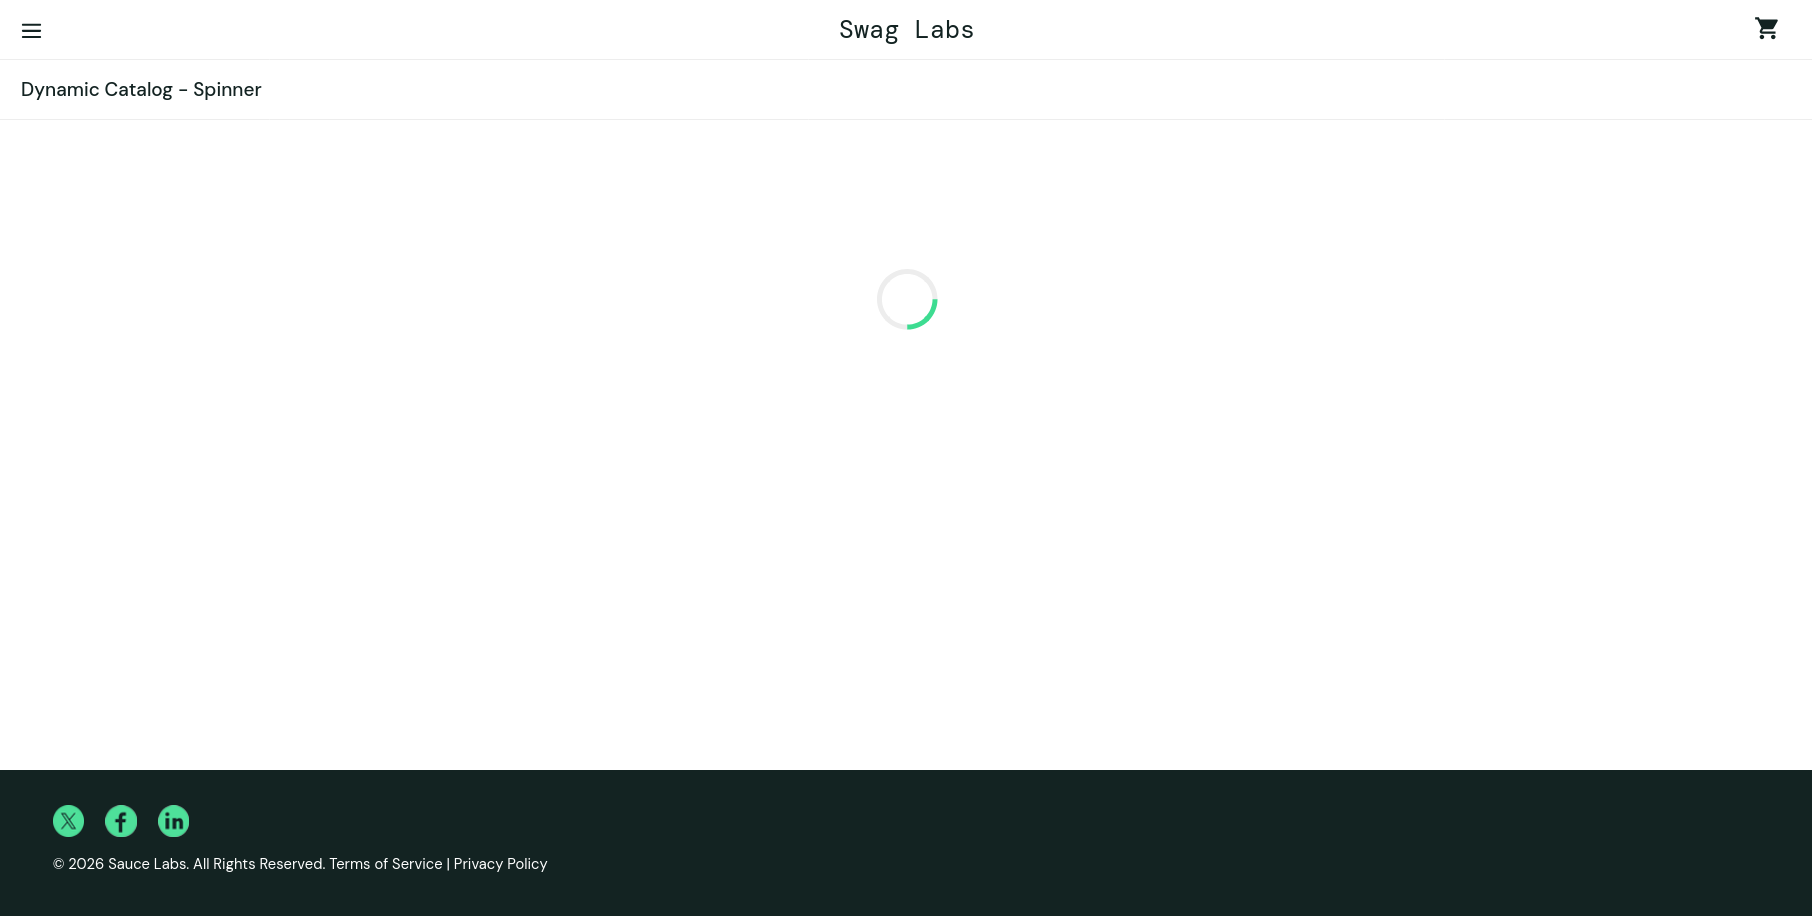 Swag Labs
Dynamic Catalog - Spinner
© 2026 Sauce Labs. All Rights Reserved. Terms of Service | Privacy Policy